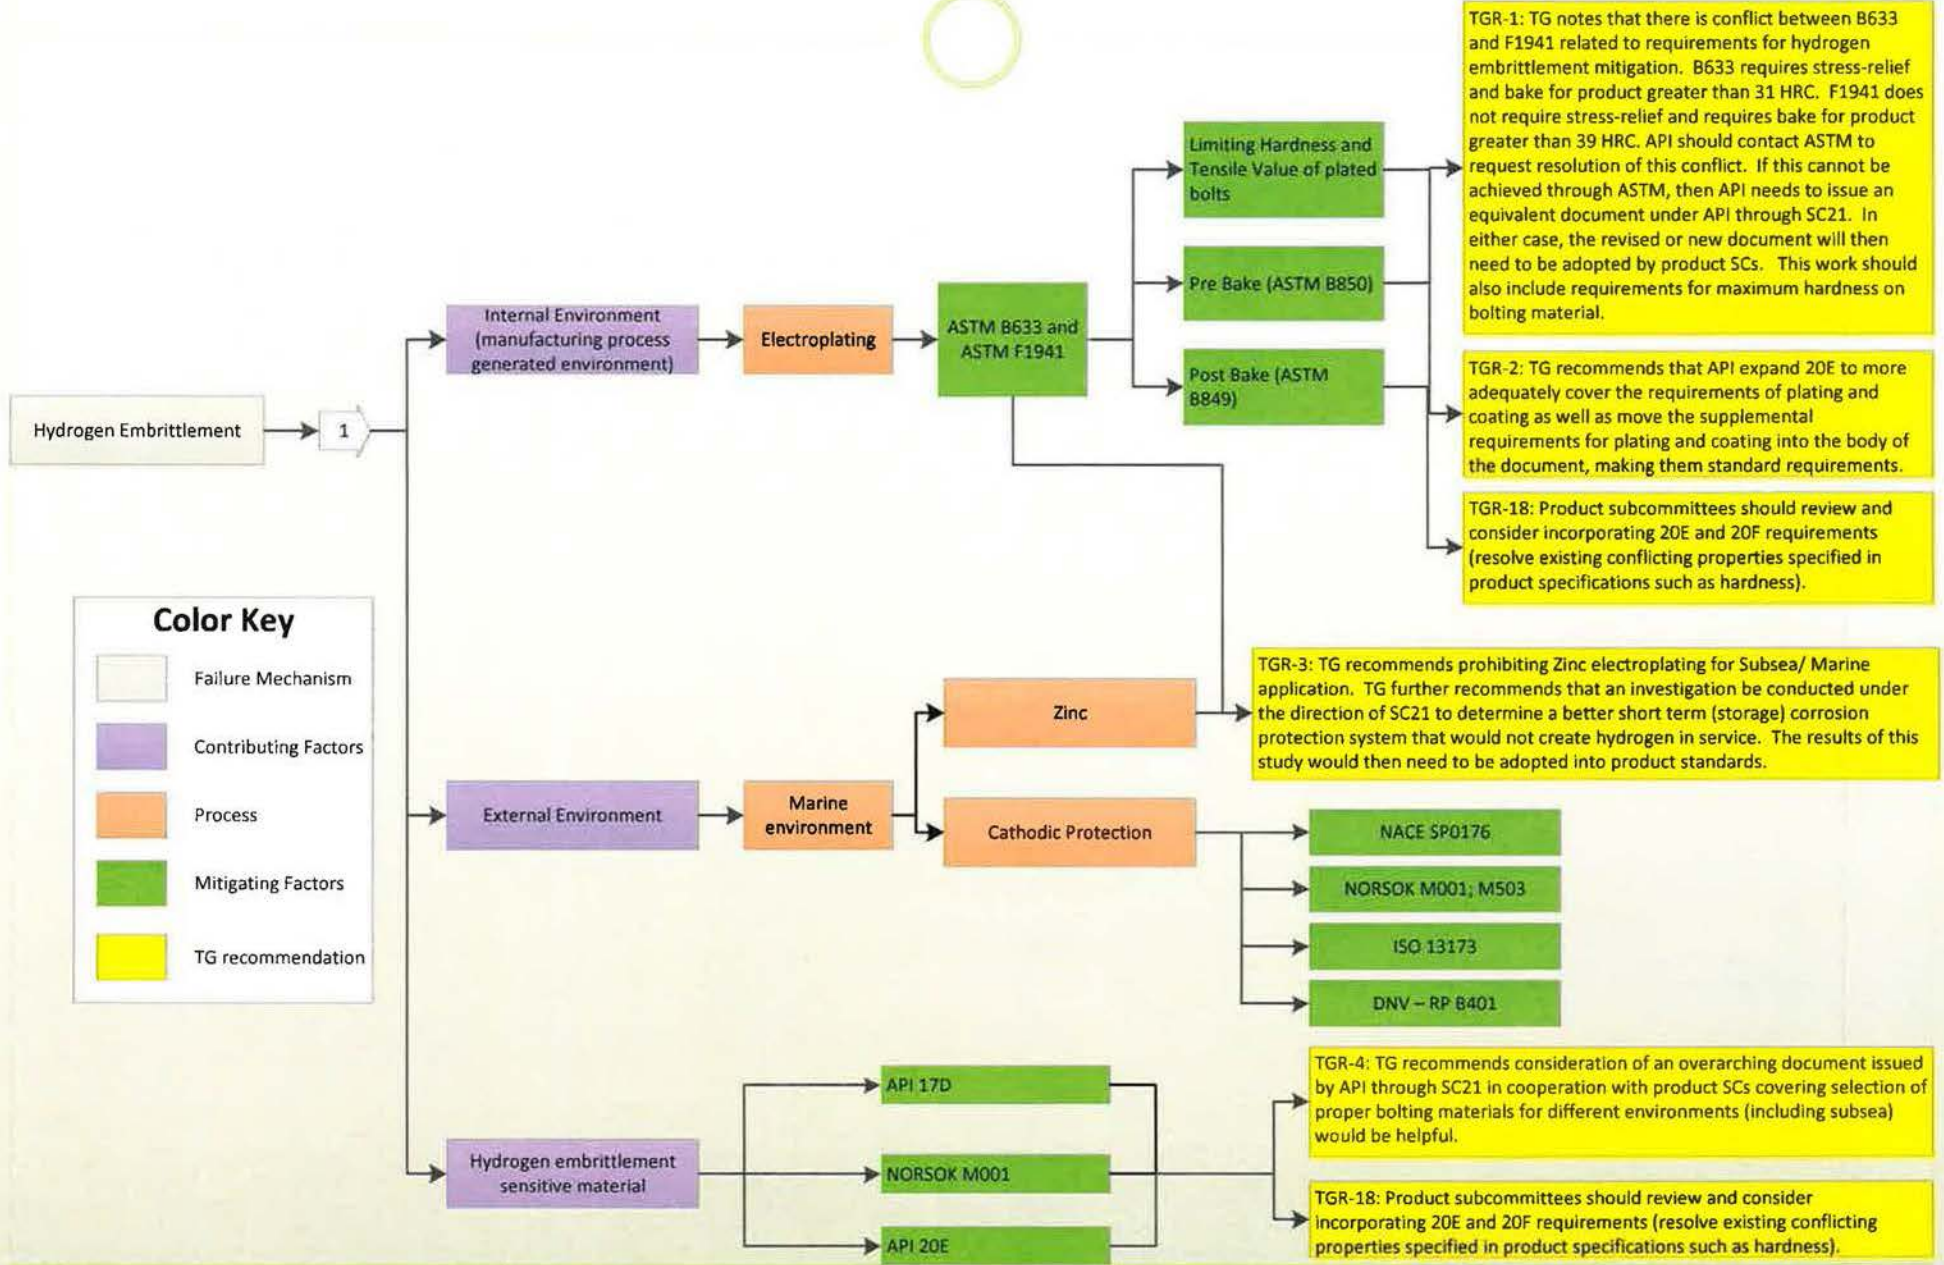 TGR-1: TG notes that there is conflict between B633
and F1941 related to requirements for hydrogen
embrittlement mitigation. B633 requires stress-relief
and bake for product greater than 31 HRC. F1941 does
not require stress-relief and requires bake for product
greater than 39 HRC. API should contact ASTM to
request resolution of this conflict. If this cannot be
achieved through ASTM, then API needs to issue an
equivalent document under API through SC21. In
either case, the revised or new document will then
need to be adopted by product SCs. This work should
also include requirements for maximum hardness on
bolting material.
Limiting Hardness and
Tensile Value of plated
bolts
Pre Bake (ASTM B850)
Post Bake (ASTM
B849)
Internal Environment
(manufacturing process
generated environment)
Electroplating
ASTM B633 and
ASTM F1941
TGR-2: TG recommends that API expand 20E to more
adequately cover the requirements of plating and
coating as well as move the supplemental
requirements for plating and coating into the body of
the document, making them standard requirements.
Hydrogen Embrittlement
1
TGR-18: Product subcommittees should review and
consider incorporating 20E and 20F requirements
(resolve existing conflicting properties specified in
product specifications such as hardness).
Color Key
Failure Mechanism
Contributing Factors
Process
Mitigating Factors
TG recommendation
Zinc
TGR-3: TG recommends prohibiting Zinc electroplating for Subsea/ Marine
application. TG further recommends that an investigation be conducted under
the direction of SC21 to determine a better short term (storage) corrosion
protection system that would not create hydrogen in service. The results of this
study would then need to be adopted into product standards.
External Environment
Marine
environment
Cathodic Protection
NACE SP0176
NORSOK M001; M503
ISO 13173
DNV – RP B401
Hydrogen embrittlement
sensitive material
API 17D
NORSOK M001
API 20E
TGR-4: TG recommends consideration of an overarching document issued
by API through SC21 in cooperation with product SCs covering selection of
proper bolting materials for different environments (including subsea)
would be helpful.
TGR-18: Product subcommittees should review and consider
incorporating 20E and 20F requirements (resolve existing conflicting
properties specified in product specifications such as hardness).